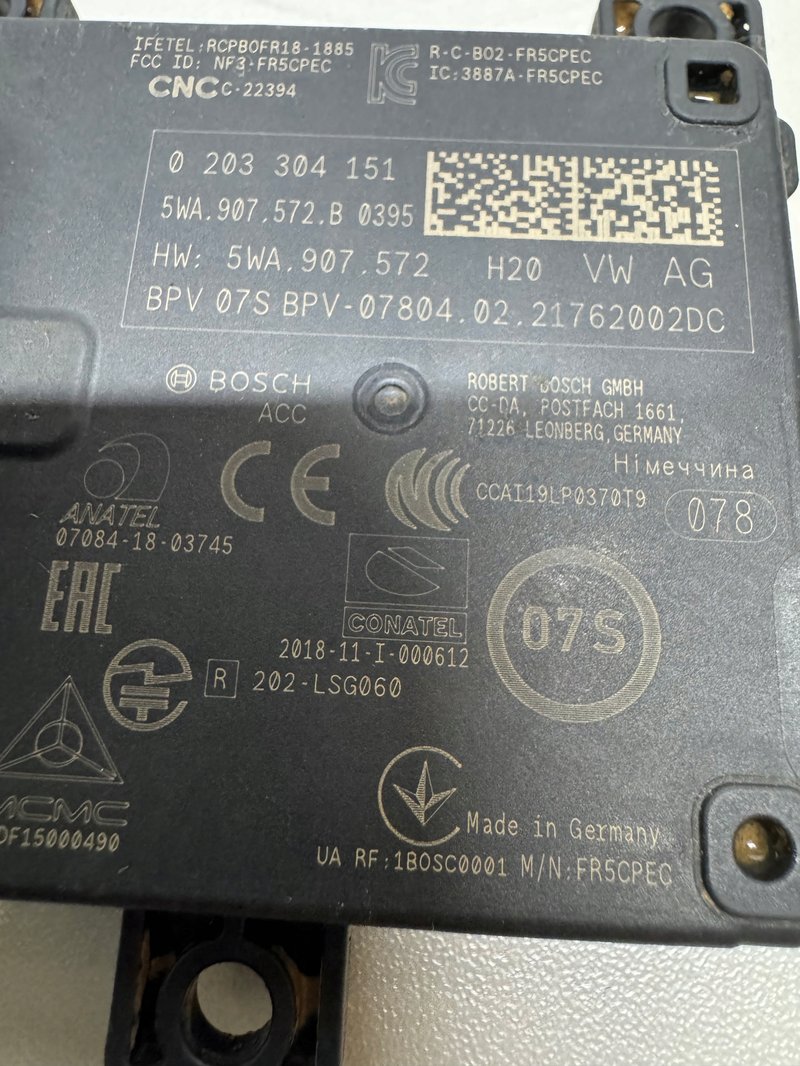 IFETEL: RCPBOFR18-1885
FCC ID: NF3-FR5CPEC
CNC C-22394
R-C-B02-FR5CPEC
IC:3887A-FR5CPEC
0 203 304 151
5WA.907.572.B 0395
HW: 5WA.907.572 H20 VW AG
BPV 07S BPV-07804.02.21762002DC
BOSCH
ACC
ROBERT BOSCH GMBH
CC-DA, POSTFACH 1661,
71226 LEONBERG, GERMANY
Німеччина
CCAI19LP0370T9
078
CE
ANATEL
07084-18-03745
EAC
CONATEL
2018-11-I-000612
07S
R 202-LSG060
MCMC
DF15000490
Made in Germany
UA RF:1BOSC0001 M/N:FR5CPEC